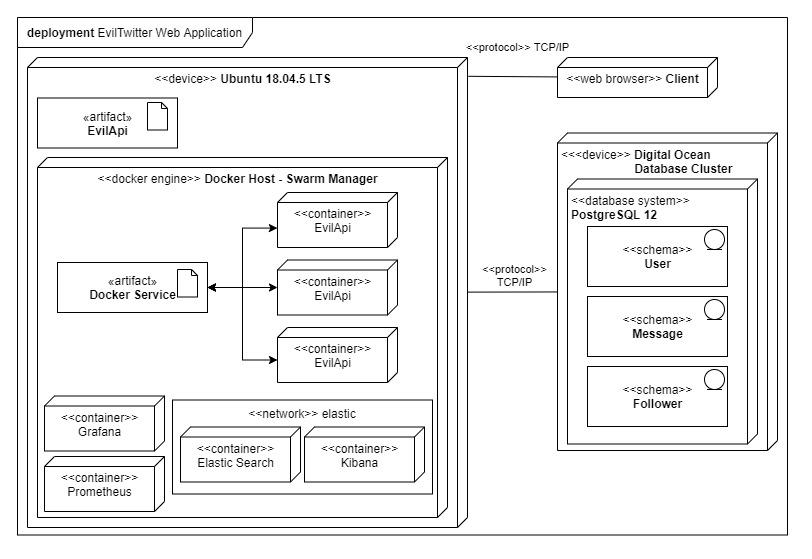 deployment EvilTwitter Web Application
<<protocol>> TCP/IP
<<device>> Ubuntu 18.04.5 LTS
<<web browser>> Client
«artifact»
EvilApi
<<<device>> Digital Ocean
Database Cluster
<<docker engine>> Docker Host - Swarm Manager
<<database system>>
PostgreSQL 12
<<container>>
EvilApi
<<schema>>
User
«artifact»
Docker Service
<<container>>
EvilApi
<<protocol>>
TCP/IP
<<schema>>
Message
<<container>>
EvilApi
<<schema>>
Follower
<<container>>
Grafana
<<network>> elastic
<<container>>
Elastic Search
<<container>>
Kibana
<<container>>
Prometheus